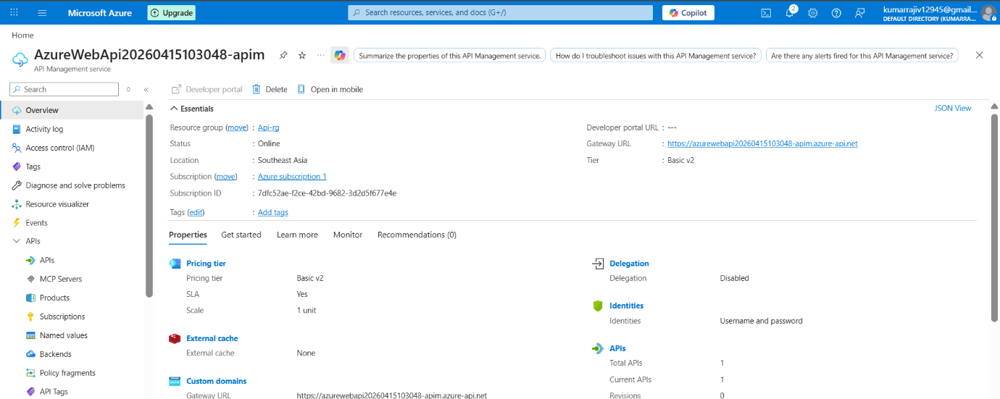 Microsoft Azure
Upgrade
Search resources, services, and docs (G+/)
Copilot
2
kumarrajiv12945@gmail...
DEFAULT DIRECTORY (KUMARRA...
Home
AzureWebApi20260415103048-apim
...
API Management service
Summarize the properties of this API Management service.
How do I troubleshoot issues with this API Management service?
Are there any alerts fired for this API Management service?
Search
Developer portal
Delete
Open in mobile
Overview
Activity log
Access control (IAM)
Tags
Diagnose and solve problems
Resource visualizer
Events
APIs
APIs
MCP Servers
Products
Subscriptions
Named values
Backends
Policy fragments
API Tags
Essentials
JSON View
Resource group (move) : Api-rg
Status : Online
Location : Southeast Asia
Subscription (move) : Azure subscription 1
Subscription ID : 7dfc52ae-f2ce-42bd-9682-3d2d5f677e4e
Tags (edit) : Add tags
Developer portal URL : ---
Gateway URL : https://azurewebapi20260415103048-apim.azure-api.net
Tier : Basic v2
Properties Get started Learn more Monitor Recommendations (0)
Pricing tier
Pricing tier Basic v2
SLA Yes
Scale 1 unit
External cache
External cache None
Custom domains
Gateway URL https://azurewebapi20260415103048-apim.azure-api.net
Delegation
Delegation Disabled
Identities
Identities Username and password
APIs
Total APIs 1
Current APIs 1
Revisions 0